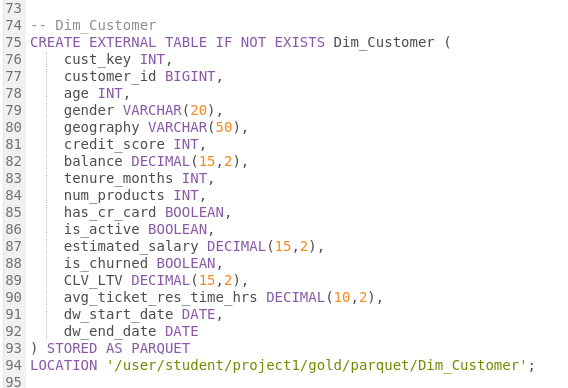 73
74 -- Dim_Customer
75 CREATE EXTERNAL TABLE IF NOT EXISTS Dim_Customer (
76     cust_key INT,
77     customer_id BIGINT,
78     age INT,
79     gender VARCHAR(20),
80     geography VARCHAR(50),
81     credit_score INT,
82     balance DECIMAL(15,2),
83     tenure_months INT,
84     num_products INT,
85     has_cr_card BOOLEAN,
86     is_active BOOLEAN,
87     estimated_salary DECIMAL(15,2),
88     is_churned BOOLEAN,
89     CLV_LTV DECIMAL(15,2),
90     avg_ticket_res_time_hrs DECIMAL(10,2),
91     dw_start_date DATE,
92     dw_end_date DATE
93 ) STORED AS PARQUET
94 LOCATION '/user/student/project1/gold/parquet/Dim_Customer';
95